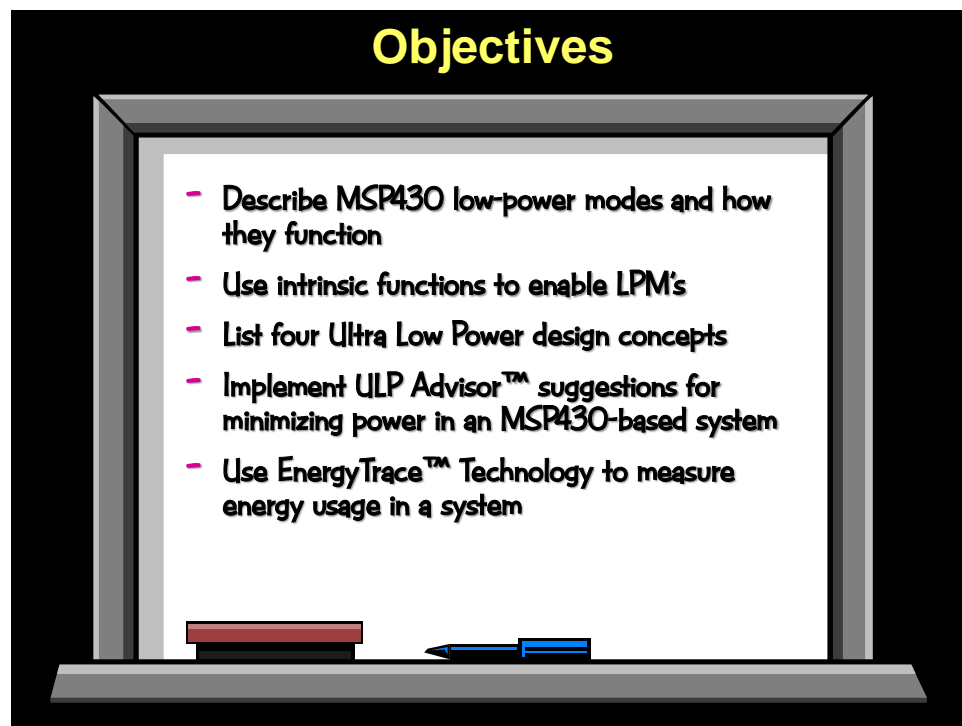 Objectives
- Describe MSP430 low-power modes and how
they function
- Use intrinsic functions to enable LPM's
- List four Ultra Low Power design concepts
- Implement ULP Advisor™ suggestions for
minimizing power in an MSP430-based system
- Use EnergyTrace™ Technology to measure
energy usage in a system